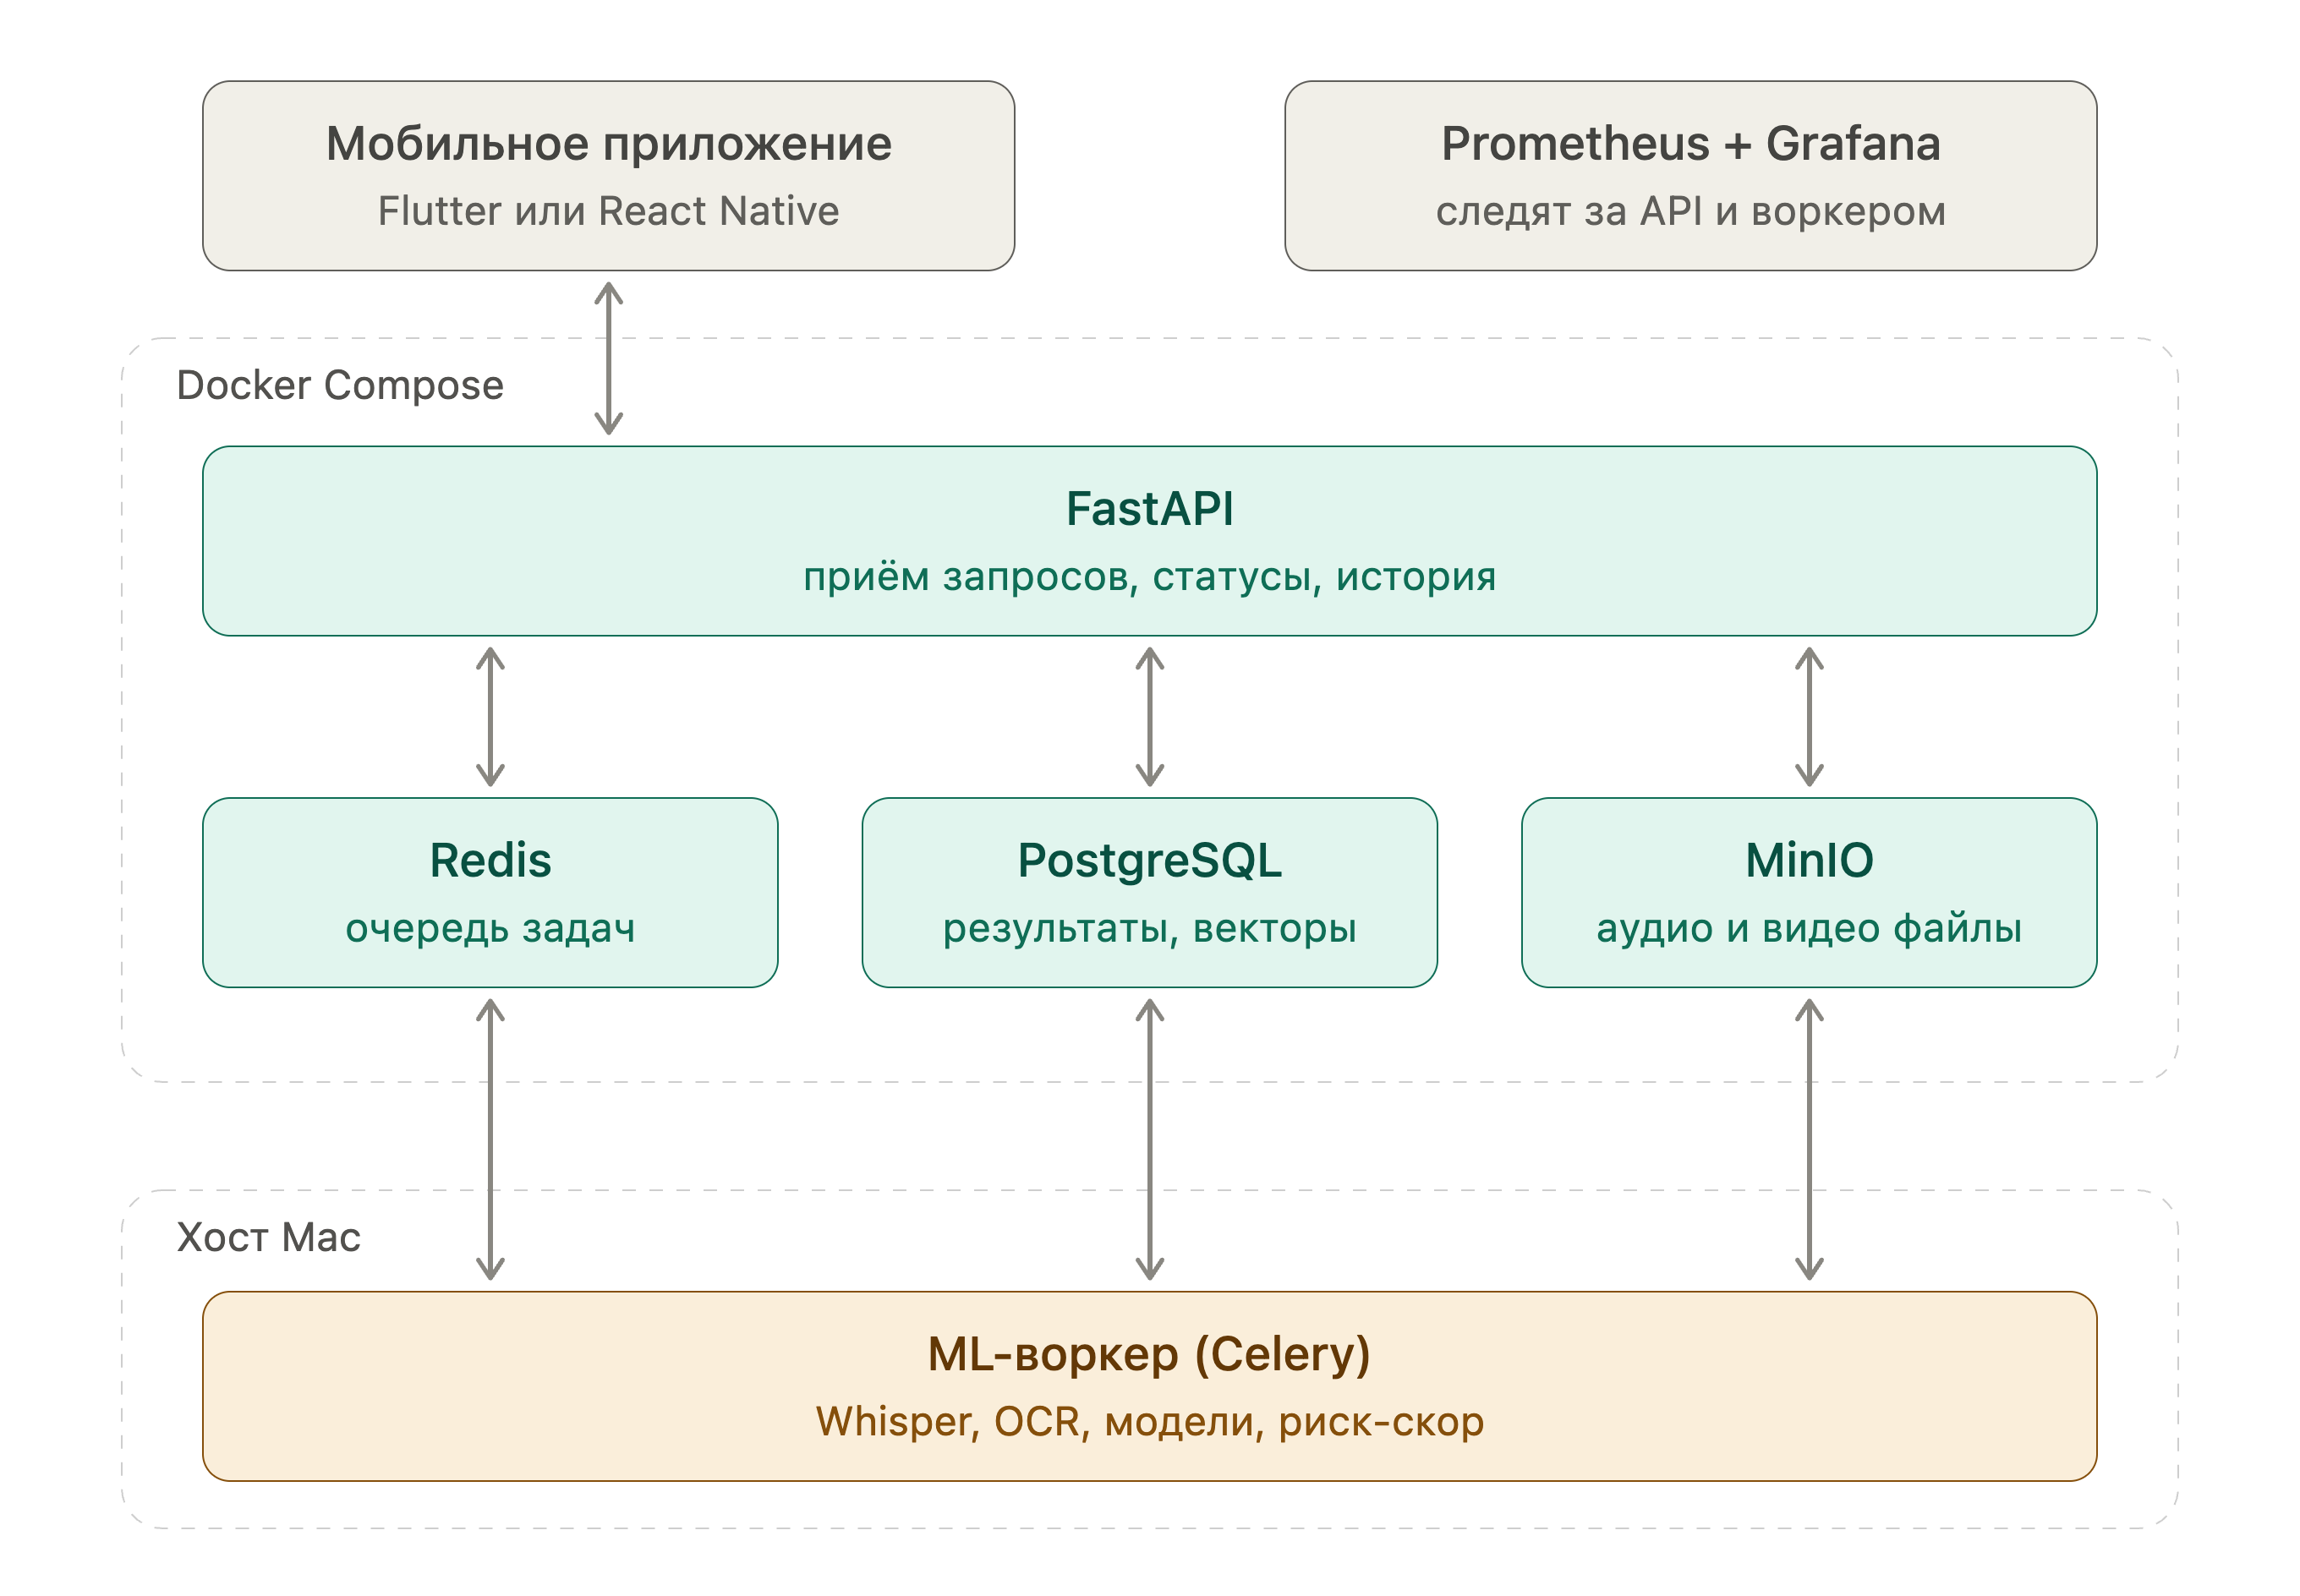 Мобильное приложение
Flutter или React Native
Prometheus + Grafana
следят за API и воркером
Docker Compose
FastAPI
приём запросов, статусы, история
Redis
очередь задач
PostgreSQL
результаты, векторы
MinIO
аудио и видео файлы
Хост Mac
ML-воркер (Celery)
Whisper, OCR, модели, риск-скор